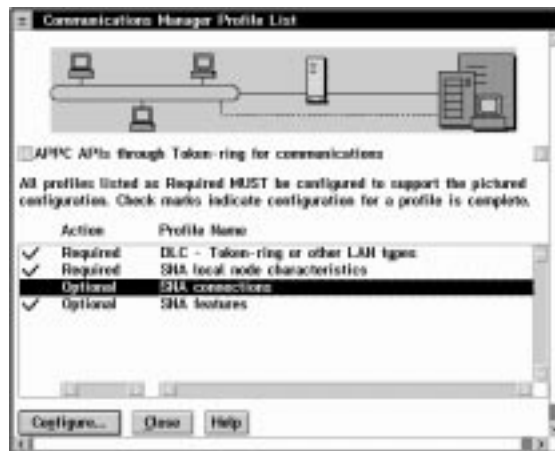 Communications Manager Profile List
APPC APIs through Token-ring for communications
All profiles listed as Required MUST be configured to support the pictured
configuration. Check marks indicate configuration for a profile is complete.
Action Profile Name
Required DLC - Token-ring or other LAN types
Required SNA local node characteristics
Optional SNA connections
Optional SNA features
Configure... Close Help